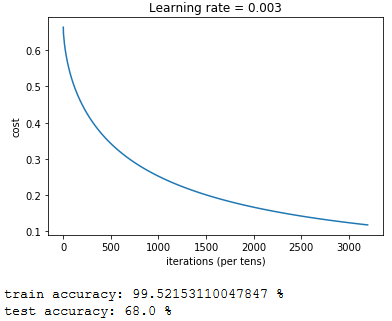 Learning rate = 0.003
cost
0.6
0.5
0.4
0.3
0.2
0.1
0 500 1000 1500 2000 2500 3000
iterations (per tens)
train accuracy: 99.52153110047847 %
test accuracy: 68.0 %